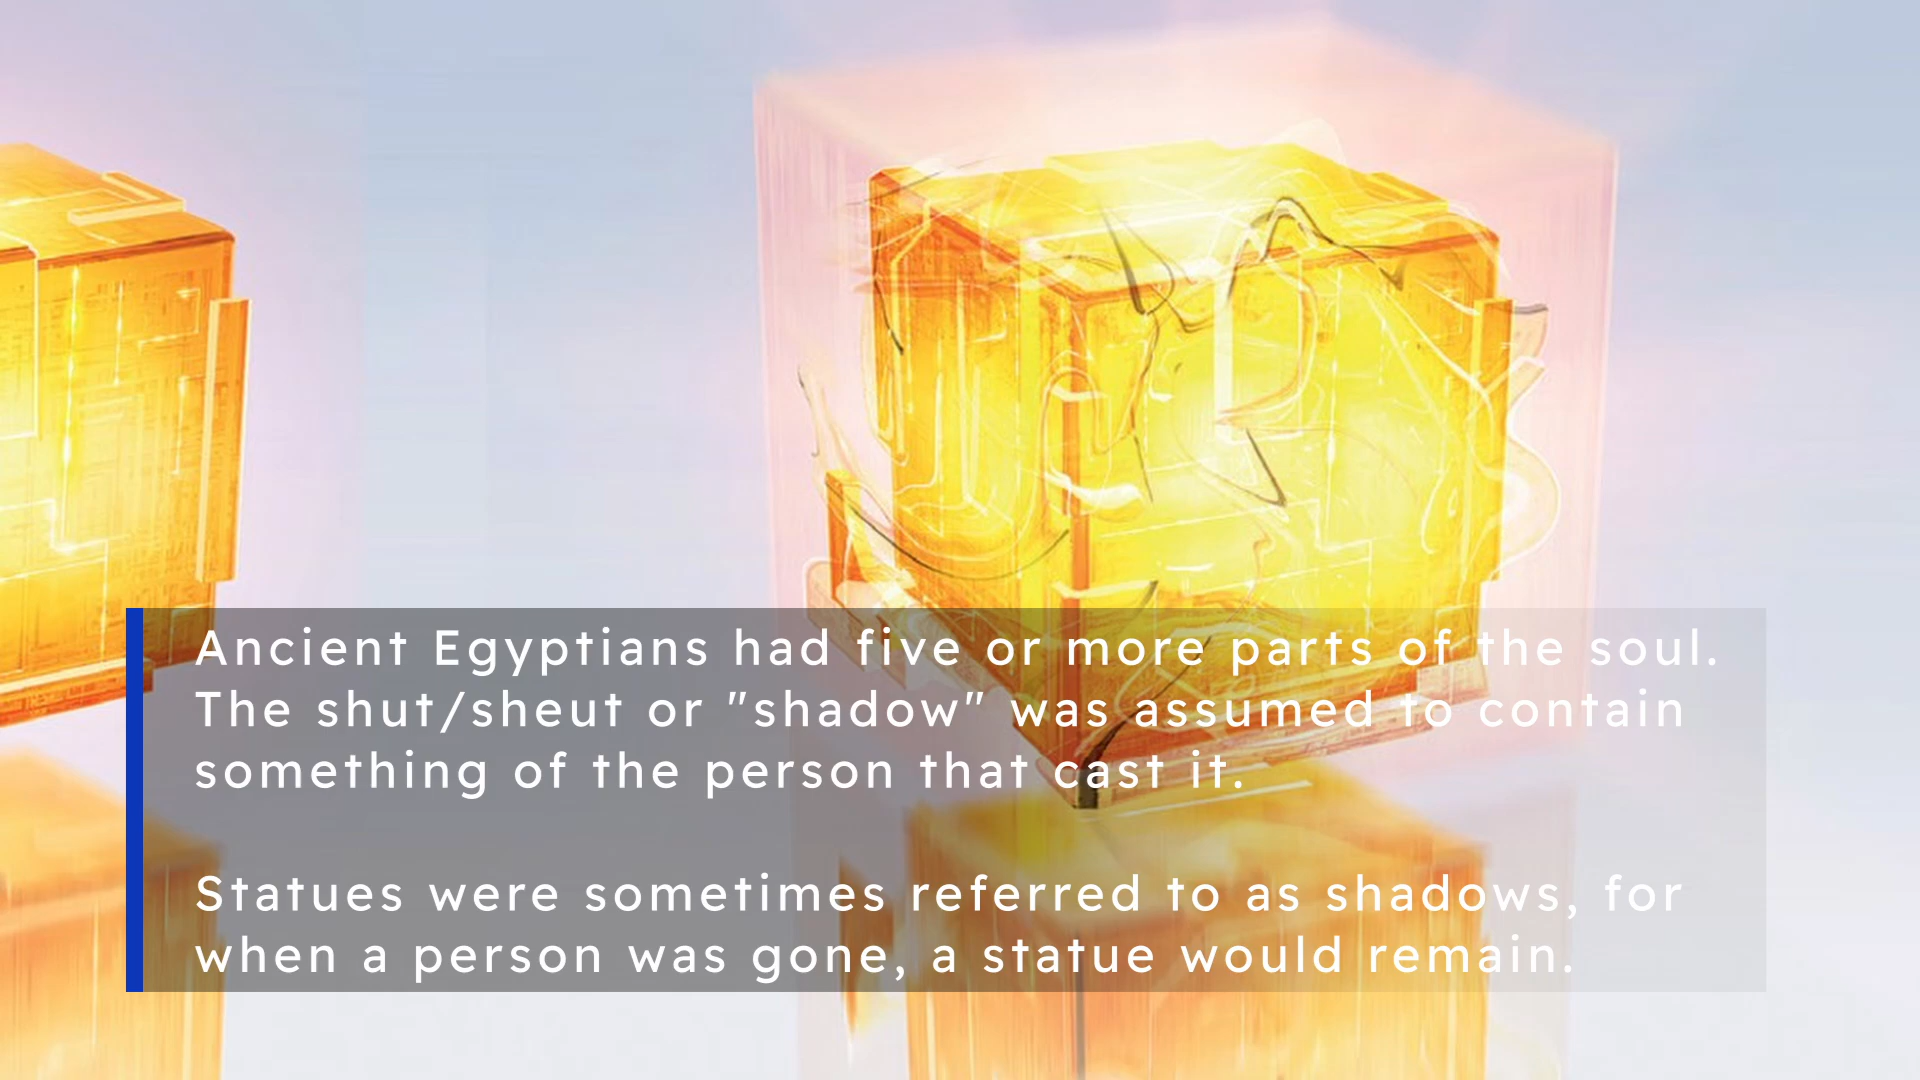 Ancient Egyptians had five or more parts of the soul.
The shut/sheut or "shadow" was assumed to contain
something of the person that cast it.
Statues were sometimes referred to as shadows, for
when a person was gone, a statue would remain.